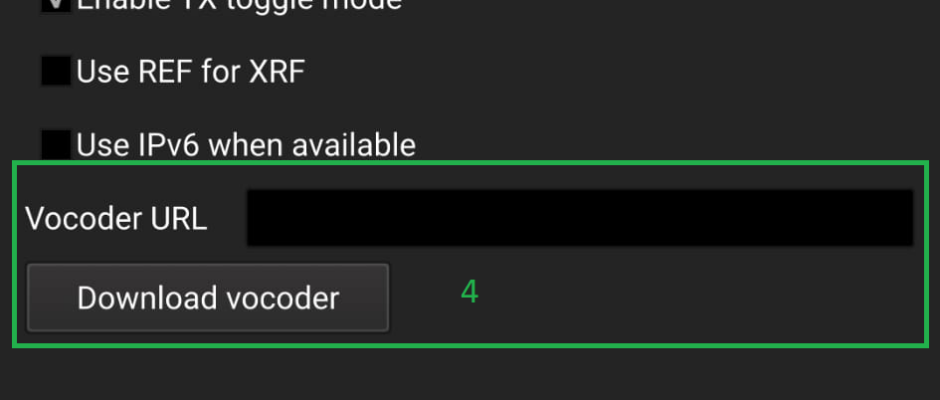 Enable TX toggle mode
Use REF for XRF
Use IPv6 when available
Vocoder URL
Download vocoder
4